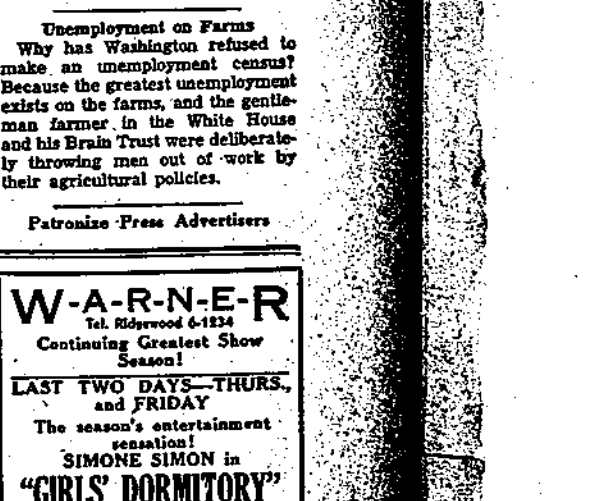 Unemployment on Farms
Why has Washington refused to
make an unemployment census?
Because the greatest unemployment
exists on the farms, and the gentle-
man farmer in the White House
and his Brain Trust were deliberate-
ly throwing men out of work by
their agricultural policies.
Patronize Press Advertisers
W-A-R-N-E-R
Tel. Ridgewood 6-1234
Continuing Greatest Show
Season!
LAST TWO DAYS—THURS.,
and FRIDAY
The season's entertainment
sensation!
SIMONE SIMON in
"GIRLS' DORMITORY"